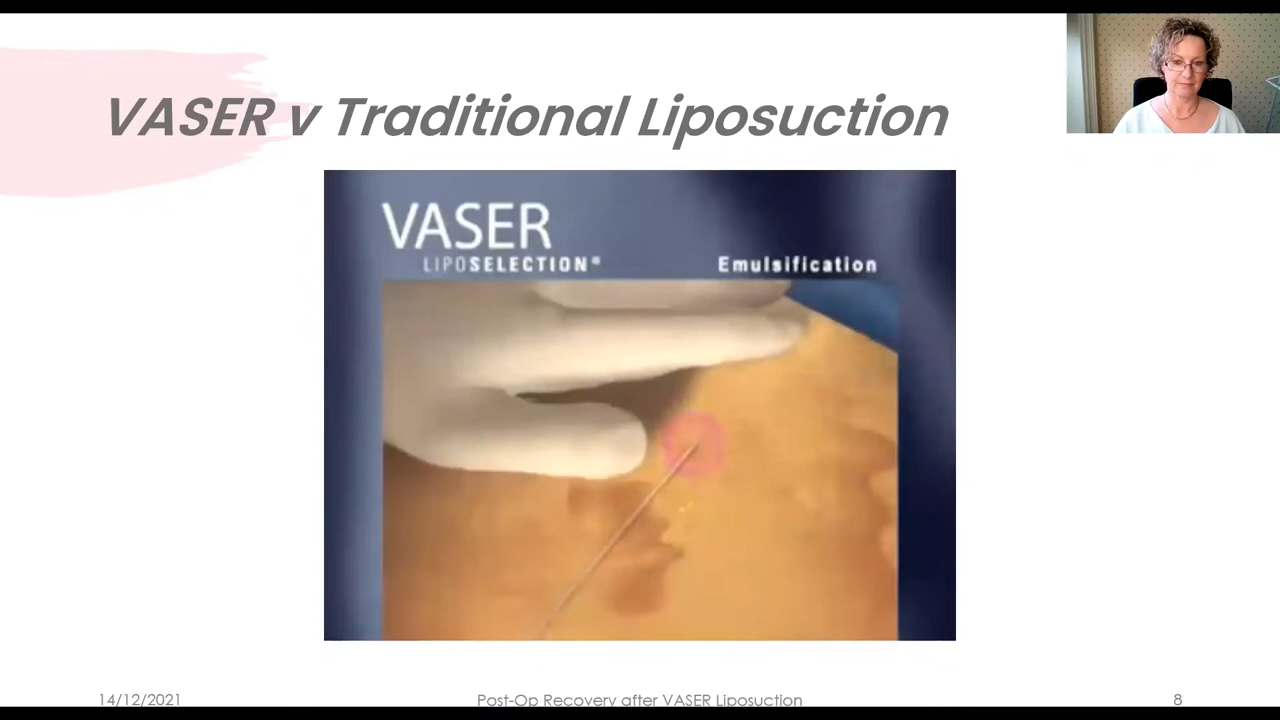 VASER v Traditional Liposuction
VASER
LIPOSELECTION®
Emulsification
14/12/2021
Post-Op Recovery after VASER Liposuction
8